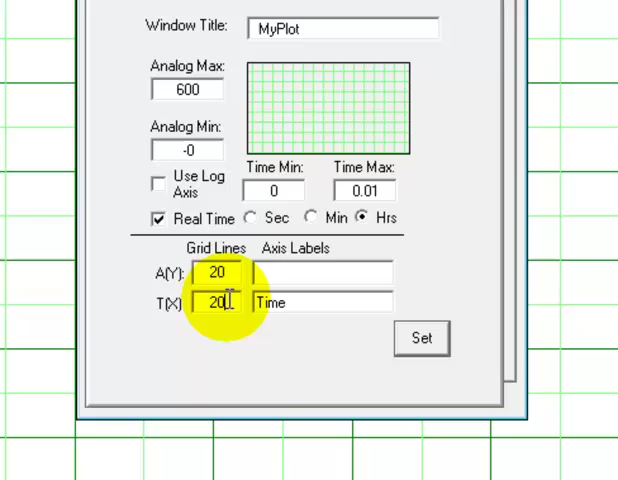 Window Title: MyPlot
Analog Max:
600
Analog Min:
-0
Time Min: Time Max:
0 0.01
Use Log
Axis
Real Time Sec Min Hrs
Grid Lines Axis Labels
A(Y): 20
T(X) 20 Time
Set